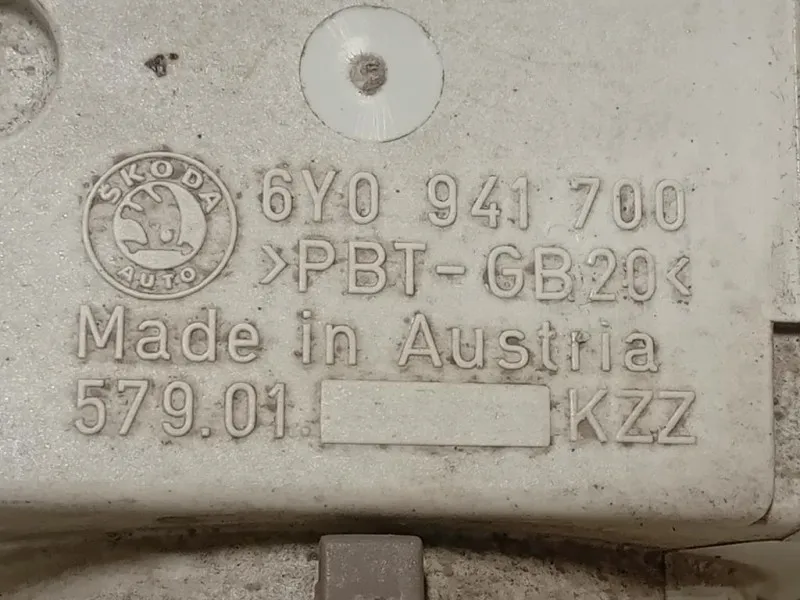 ŠKODA
AUTO
6Y0 941 700
>PBT-GB20<
Made in Austria
579.01 KZZ